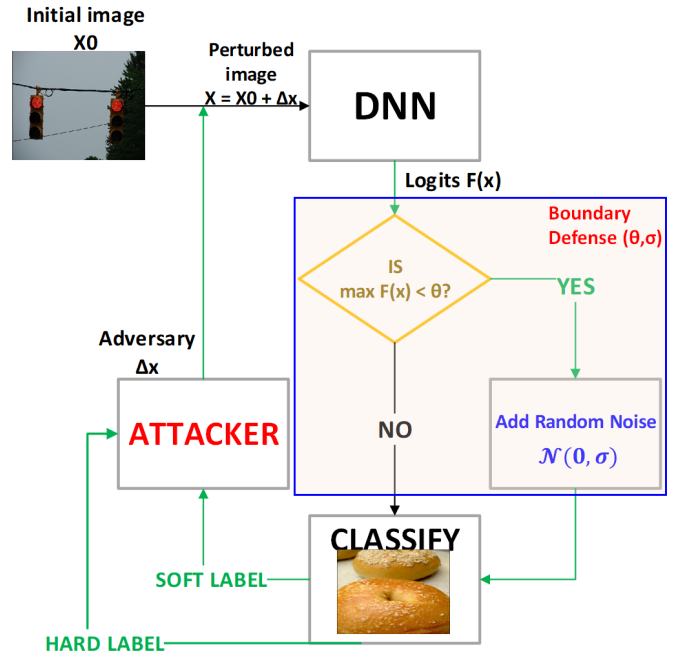 Initial image
X0
Perturbed
image
X = X0 + Δx
DNN
Logits F(x)
Boundary
Defense (θ,σ)
IS
max F(x) < θ?
YES
Adversary
Δx
ATTACKER
NO
Add Random Noise
𝒩(0, σ)
CLASSIFY
SOFT LABEL
HARD LABEL